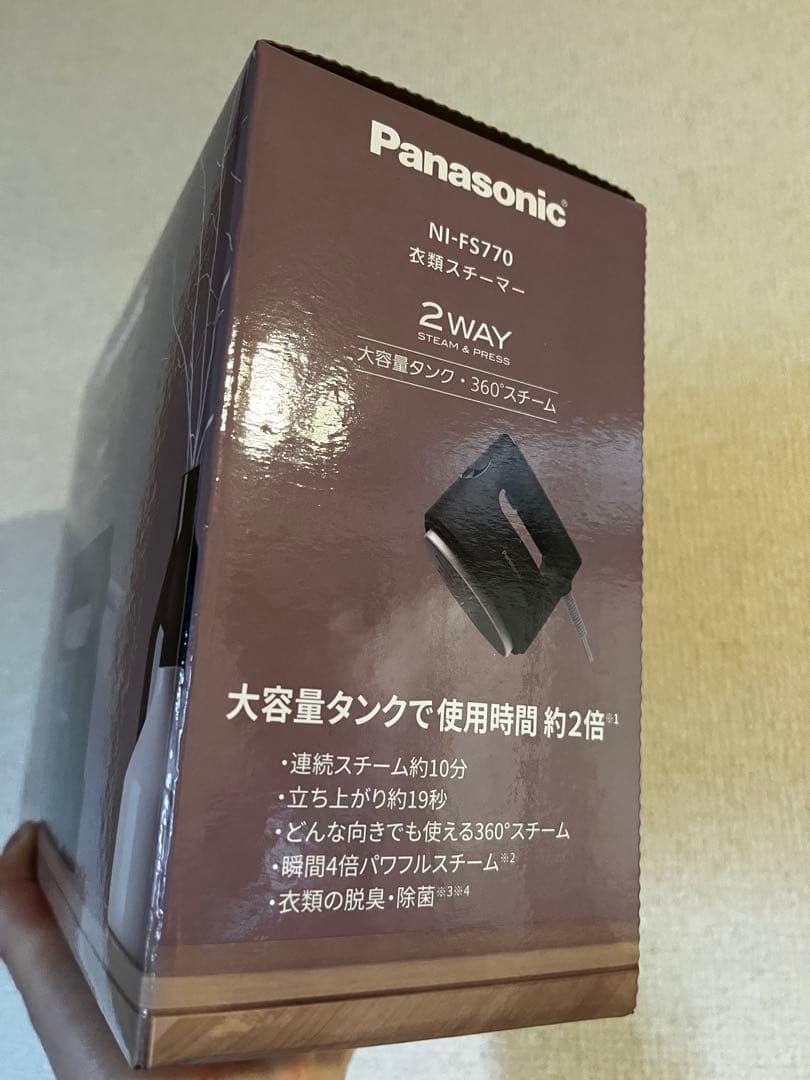 Panasonic®
NI-FS770
衣類スチーマー
2WAY
STEAM & PRESS
大容量タンク・360°スチーム
大容量タンクで使用時間 約2倍※1
・連続スチーム約10分
・立ち上がり約19秒
・どんな向きでも使える360°スチーム
・瞬間4倍パワフルスチーム※2
・衣類の脱臭・除菌※3※4